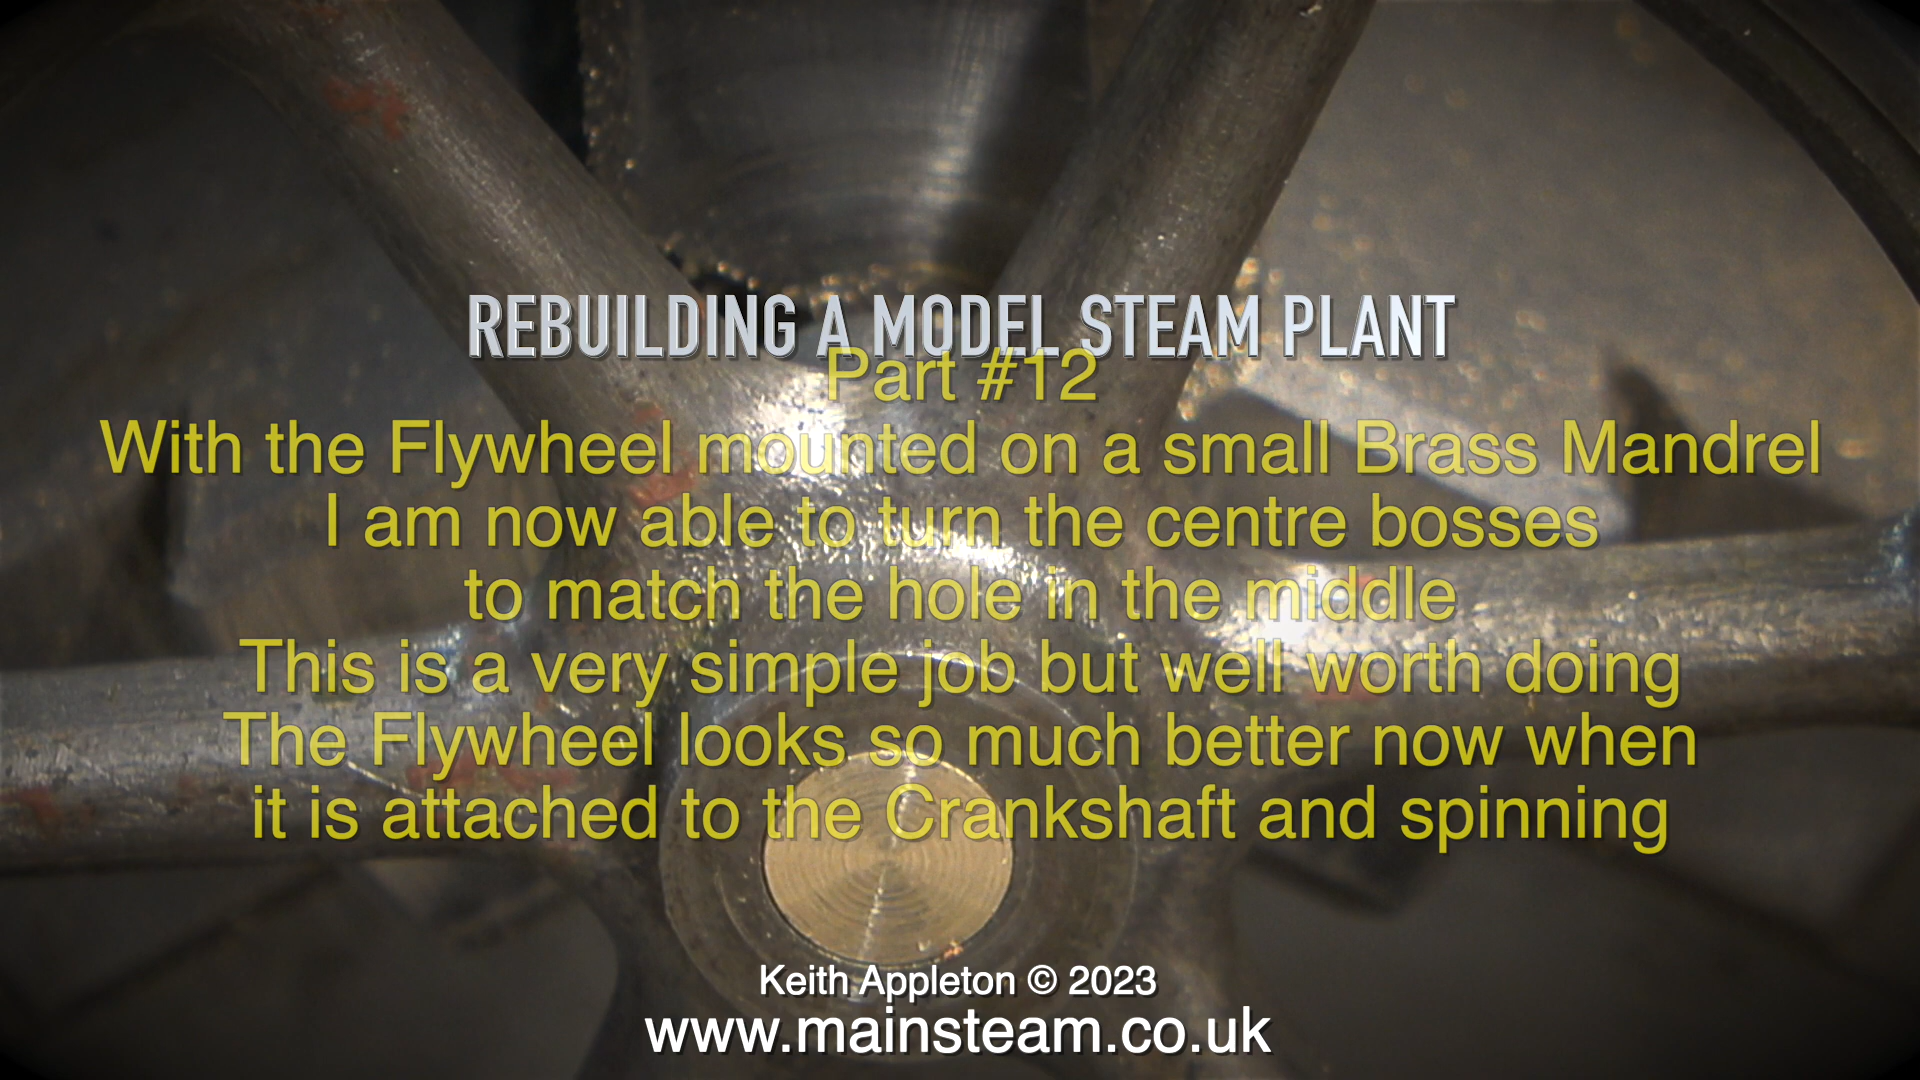 REBUILDING A MODEL STEAM PLANT
Part #12
With the Flywheel mounted on a small Brass Mandrel
I am now able to turn the centre bosses
to match the hole in the middle
This is a very simple job but well worth doing
The Flywheel looks so much better now when
it is attached to the Crankshaft and spinning
Keith Appleton © 2023
www.mainsteam.co.uk